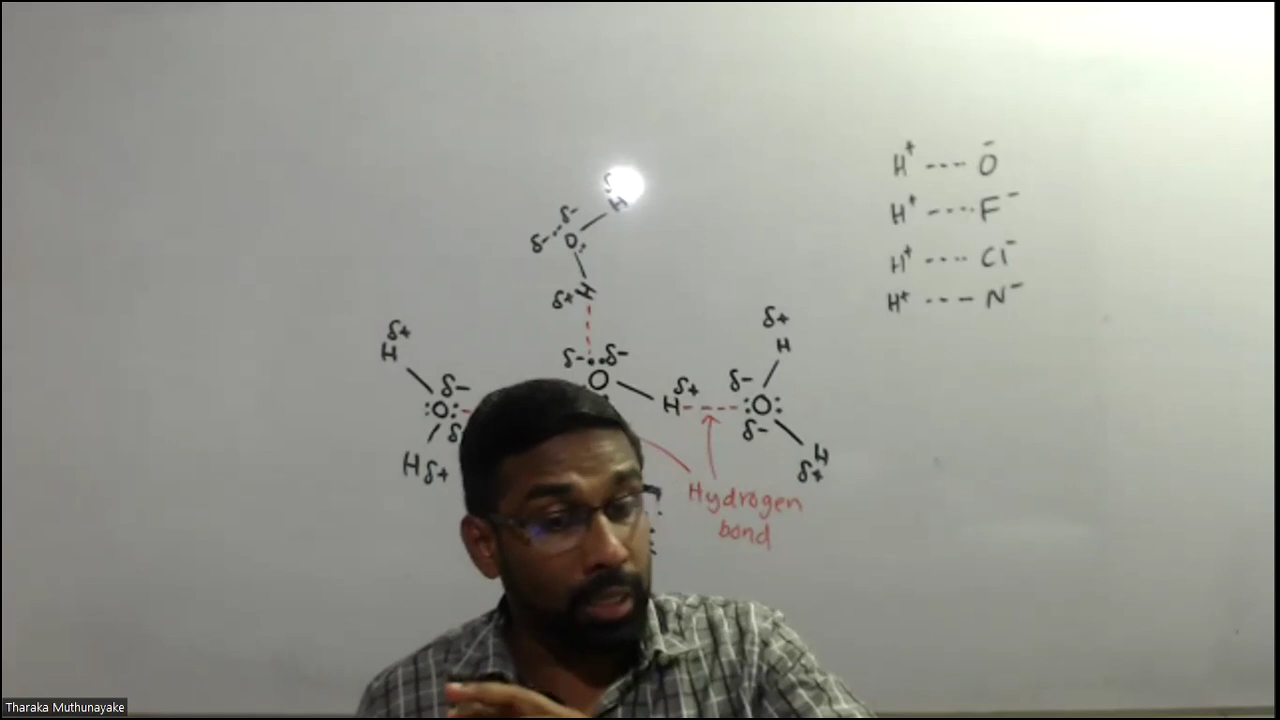 δ
H
δ-
δ- O
δ+ H
δ- δ-
O
H δ+
δ+
H
δ-
:O:
δ
H δ+
δ+
H
δ-
:O:
δ-
H
δ+
Hydrogen
bond
H⁺ ---- O⁻
H⁺ ---- F⁻
H⁺ ---- Cl⁻
H⁺ --- N⁻
Tharaka Muthunayake